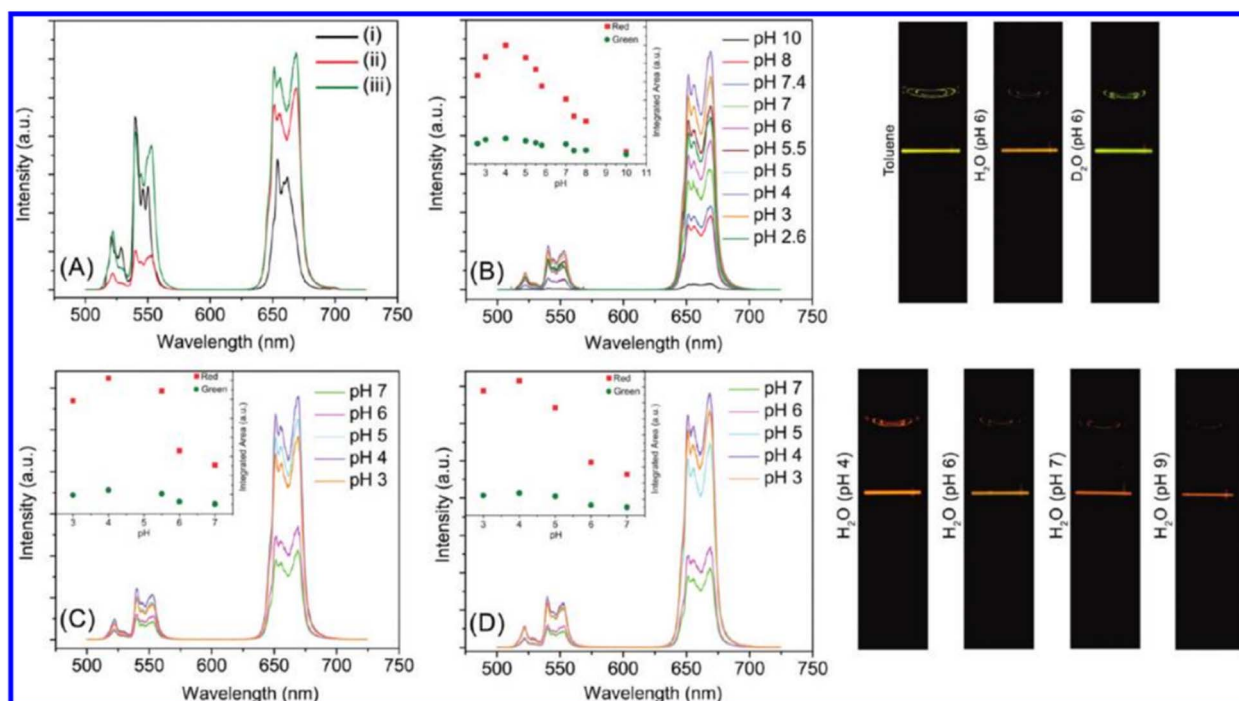 (i)
(ii)
(iii)
Intensity (a.u.)
(A)
500 550 600 650 700 750
Wavelength (nm)
Red
Green
Integrated Area (a.u.)
3 4 5 6 7 8 9 10 11
pH
pH 10
pH 8
pH 7.4
pH 7
pH 6
pH 5.5
pH 5
pH 4
pH 3
pH 2.6
Intensity (a.u.)
(B)
500 550 600 650 700 750
Wavelength (nm)
Toluene
H2O (pH 6)
D2O (pH 6)
Red
Green
Integrated Area (a.u.)
3 4 5 6 7
pH
pH 7
pH 6
pH 5
pH 4
pH 3
Intensity (a.u.)
(C)
500 550 600 650 700 750
Wavelength (nm)
Red
Green
Integrated Area (a.u.)
3 4 5 6 7
pH
pH 7
pH 6
pH 5
pH 4
pH 3
Intensity (a.u.)
(D)
500 550 600 650 700 750
Wavelength (nm)
H2O (pH 4)
H2O (pH 6)
H2O (pH 7)
H2O (pH 9)